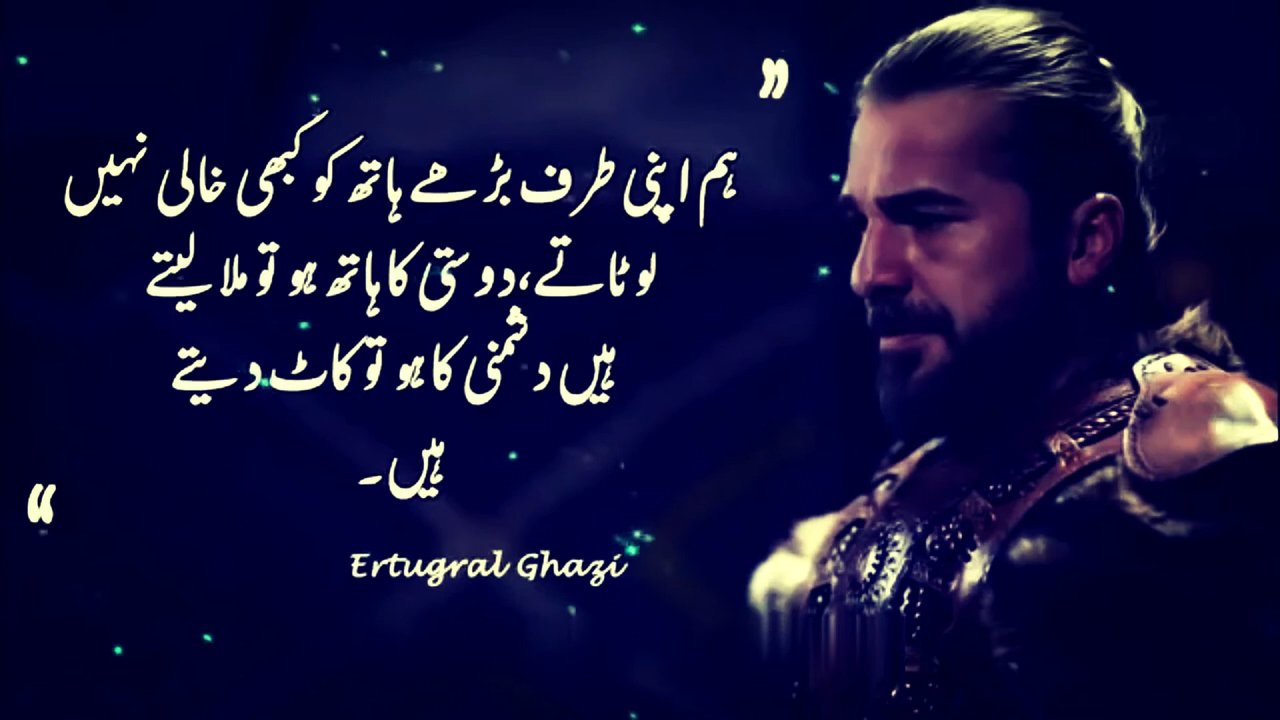 ”
ہم اپنی طرف بڑھے ہاتھ کو کبھی خالی نہیں
لوٹاتے، دوستی کا ہاتھ ہو تو ملا لیتے
ہیں دشمنی کا ہو تو کاٹ دیتے
ہیں۔
“
Ertugral Ghazi